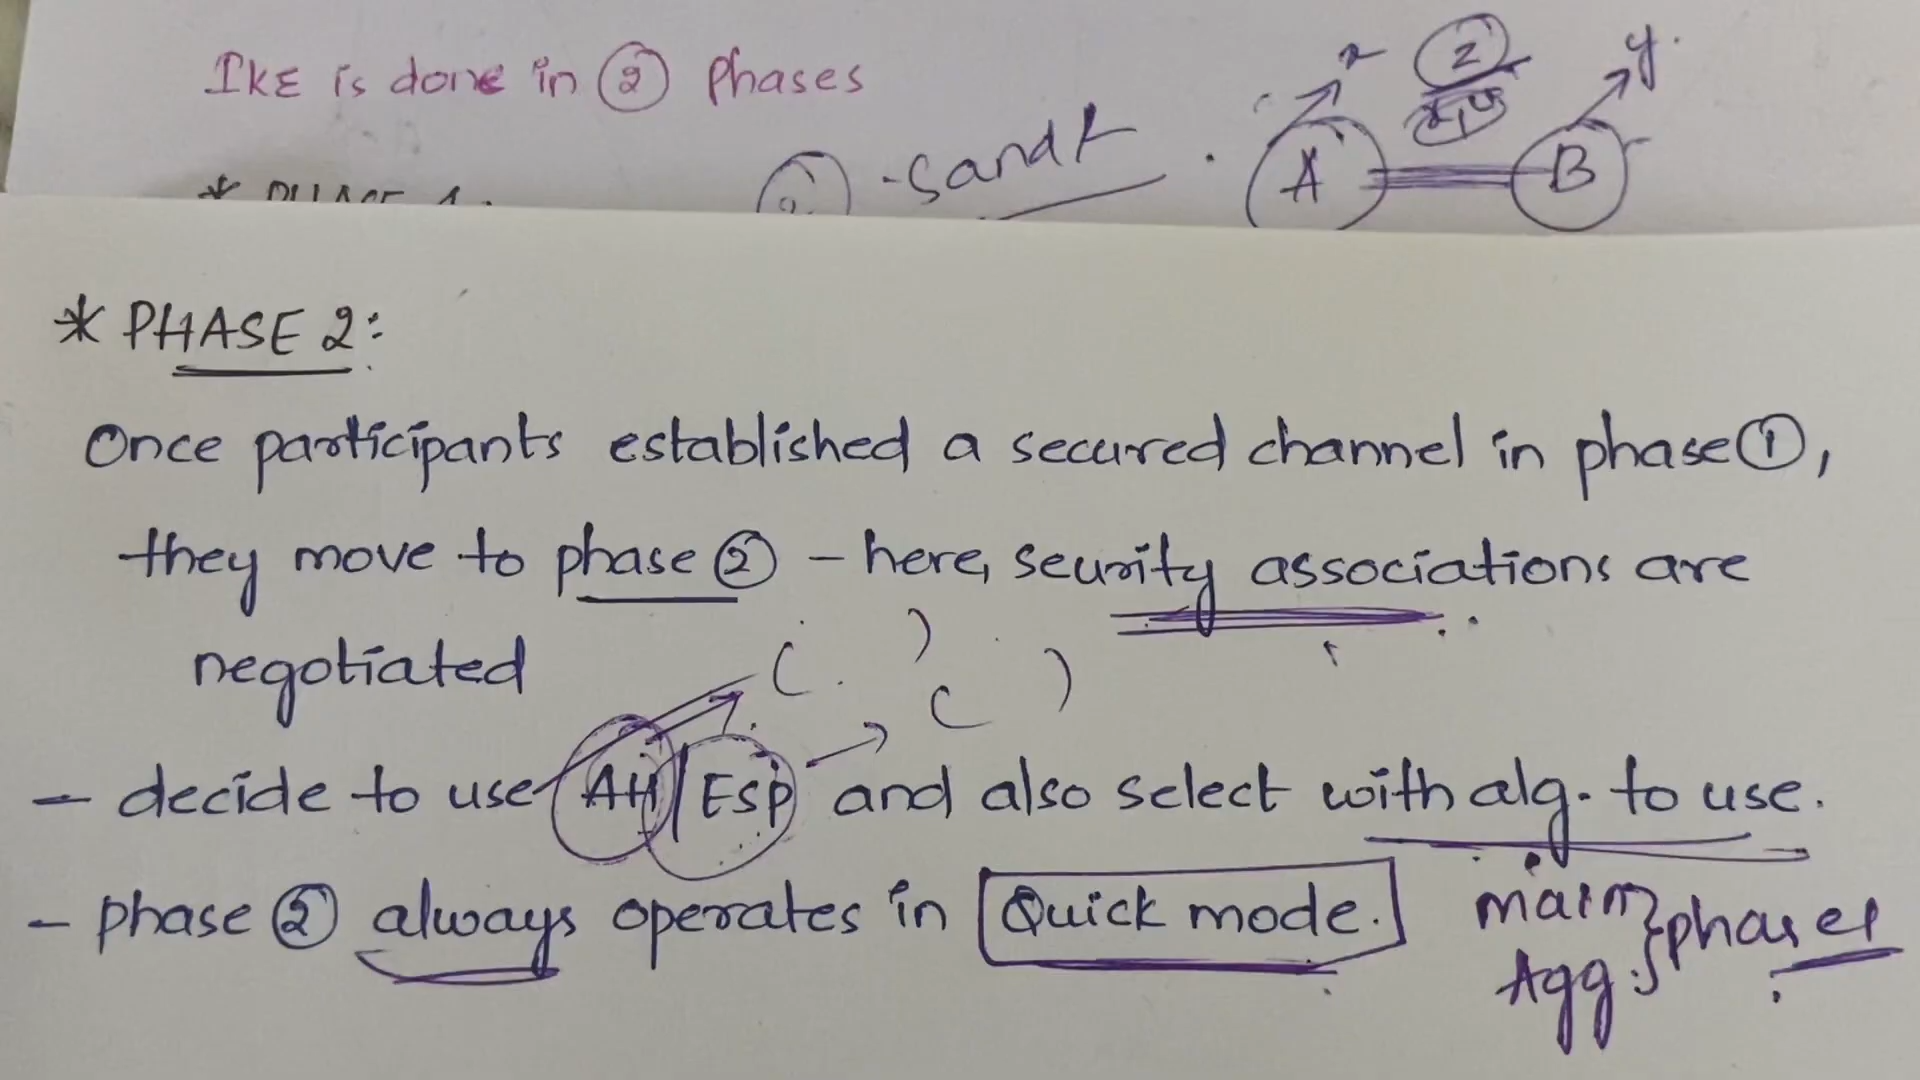 IKE is done in ② Phases
x
2
y.
x,y
A
B
* PHASE 1:
* PHASE 2:
Once participants established a secured channel in phase ①,
they move to phase ② – here, seurity associations are
negotiated
( . )
( )
– decide to use AH/Esp and also select with alg. to use.
– phase ② always operates in Quick mode.
main } phase1
Agg.